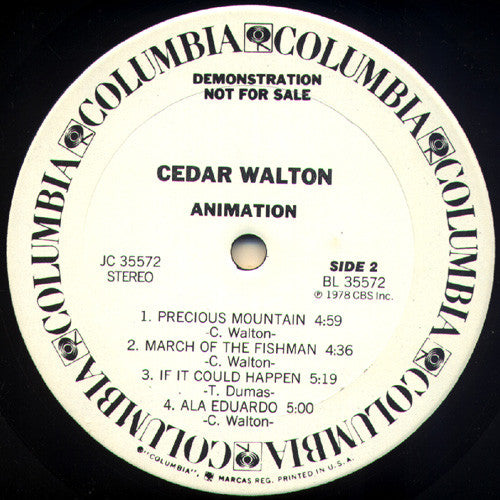 COLUMBIA COLUMBIA COLUMBIA COLUMBIA COLUMBIA COLUMBIA COLUMBIA COLUMBIA
DEMONSTRATION
NOT FOR SALE
CEDAR WALTON
ANIMATION
JC 35572
STEREO
SIDE 2
BL 35572
℗ 1978 CBS Inc.
1. PRECIOUS MOUNTAIN 4:59
-C. Walton-
2. MARCH OF THE FISHMAN 4:36
-C. Walton-
3. IF IT COULD HAPPEN 5:19
-T. Dumas-
4. ALA EDUARDO 5:00
-C. Walton-
®"COLUMBIA", MARCAS REG. PRINTED IN U.S.A.